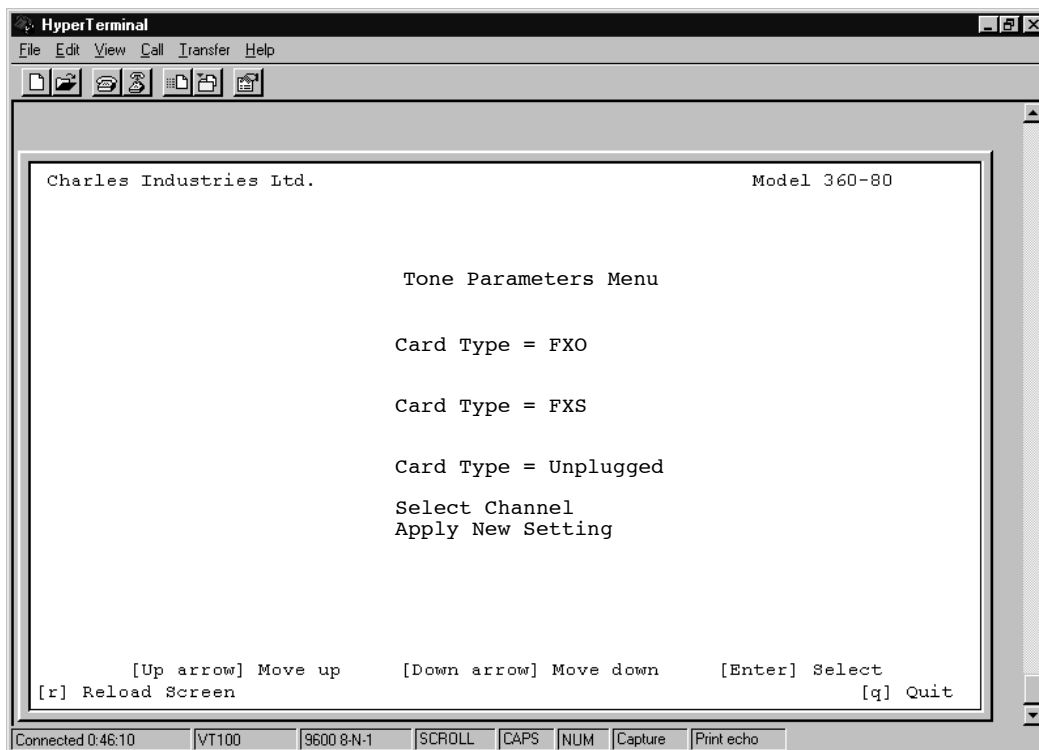 HyperTerminal
File Edit View Call Transfer Help
Charles Industries Ltd. Model 360-80
Tone Parameters Menu
Card Type = FXO
Card Type = FXS
Card Type = Unplugged
Select Channel
Apply New Setting
[Up arrow] Move up [Down arrow] Move down [Enter] Select
[r] Reload Screen [q] Quit
Connected 0:46:10 VT100 9600 8-N-1 SCROLL CAPS NUM Capture Print echo